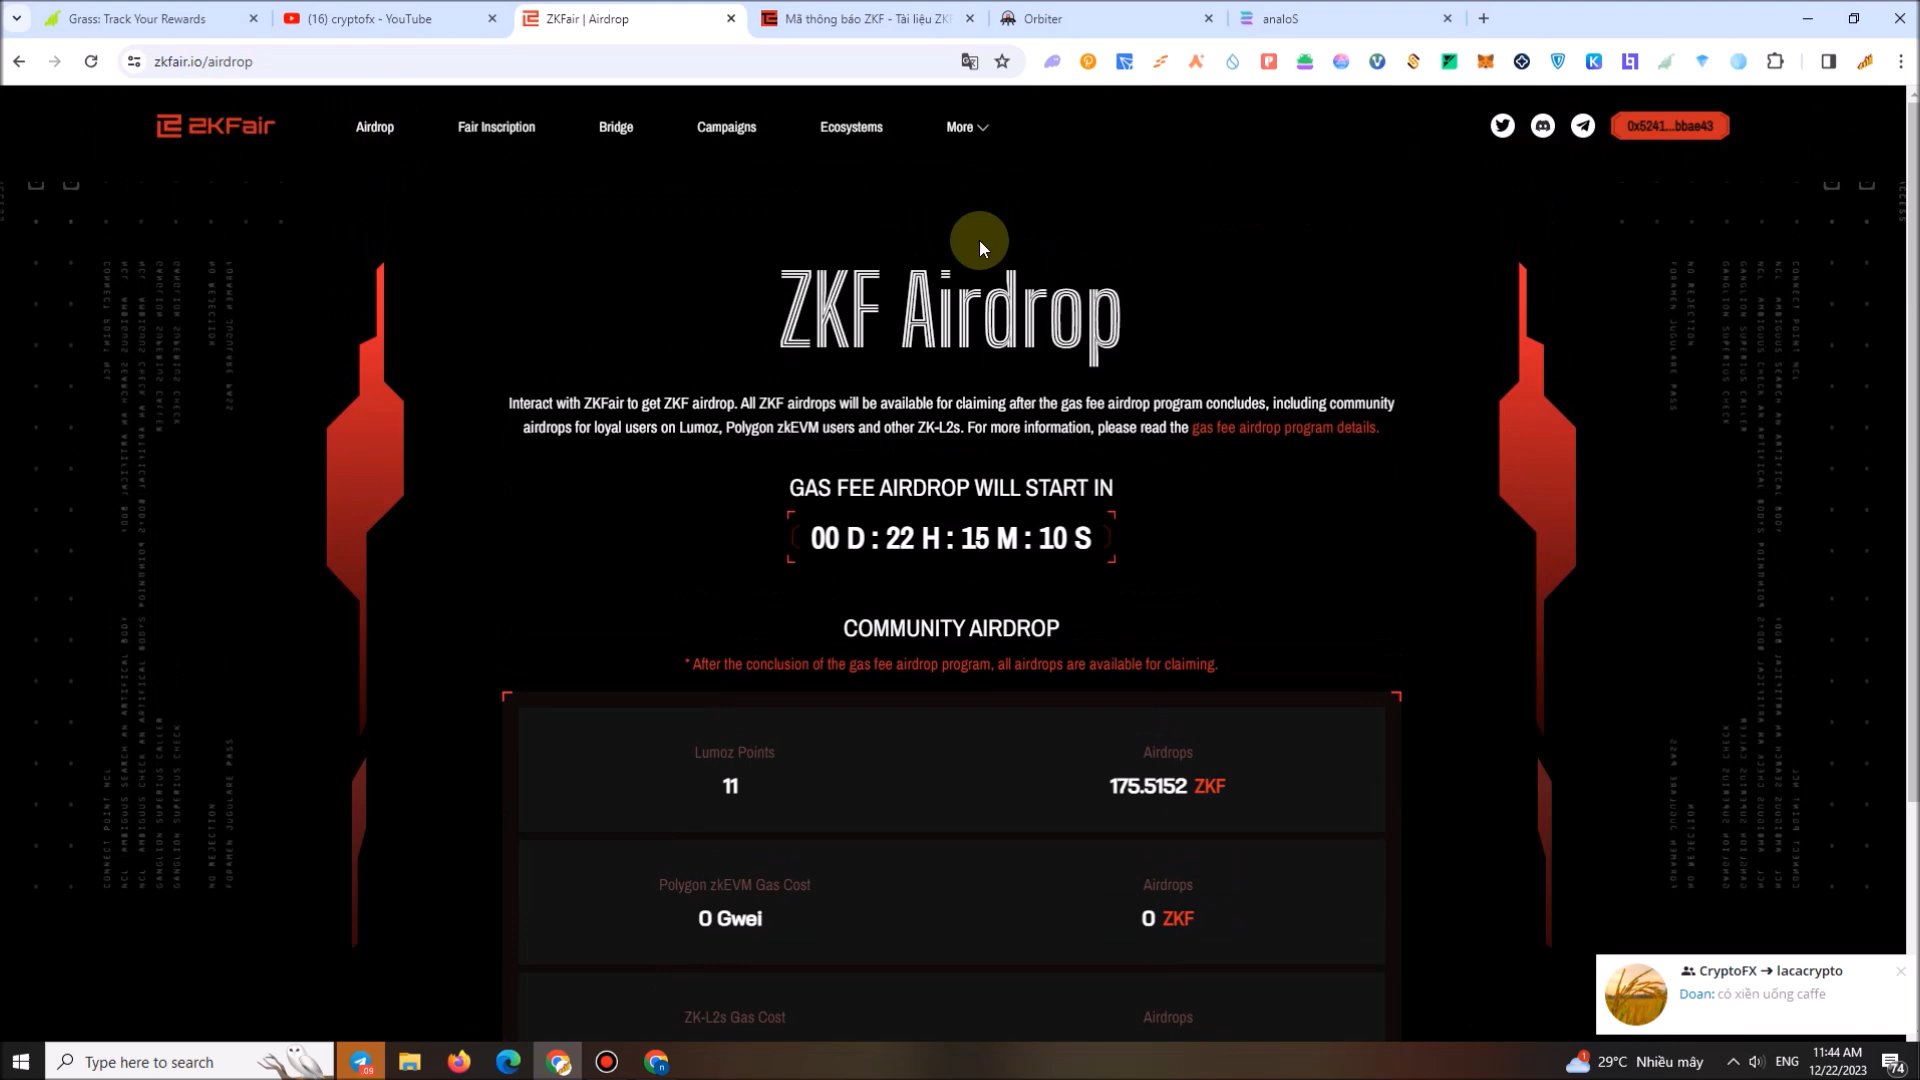 Grass: Track Your Rewards
(16) cryptofx - YouTube
ZKFair | Airdrop
Mã thông báo ZKF - Tài liệu ZKF
Orbiter
analoS
zkfair.io/airdrop
ZKFair
Airdrop
Fair Inscription
Bridge
Campaigns
Ecosystems
More
0x5241...bbae43
ZKF Airdrop
Interact with ZKFair to get ZKF airdrop. All ZKF airdrops will be available for claiming after the gas fee airdrop program concludes, including community
airdrops for loyal users on Lumoz, Polygon zkEVM users and other ZK-L2s. For more information, please read the gas fee airdrop program details.
GAS FEE AIRDROP WILL START IN
00 D : 22 H : 15 M : 10 S
COMMUNITY AIRDROP
* After the conclusion of the gas fee airdrop program, all airdrops are available for claiming.
Lumoz Points
Airdrops
11
175.5152 ZKF
Polygon zkEVM Gas Cost
Airdrops
0 Gwei
0 ZKF
ZK-L2s Gas Cost
Airdrops
CryptoFX ➔ lacacrypto
Doan: có xiền uống caffe
Type here to search
.09
1
29°C Nhiều mây
ENG
11:44 AM
12/22/2023
74